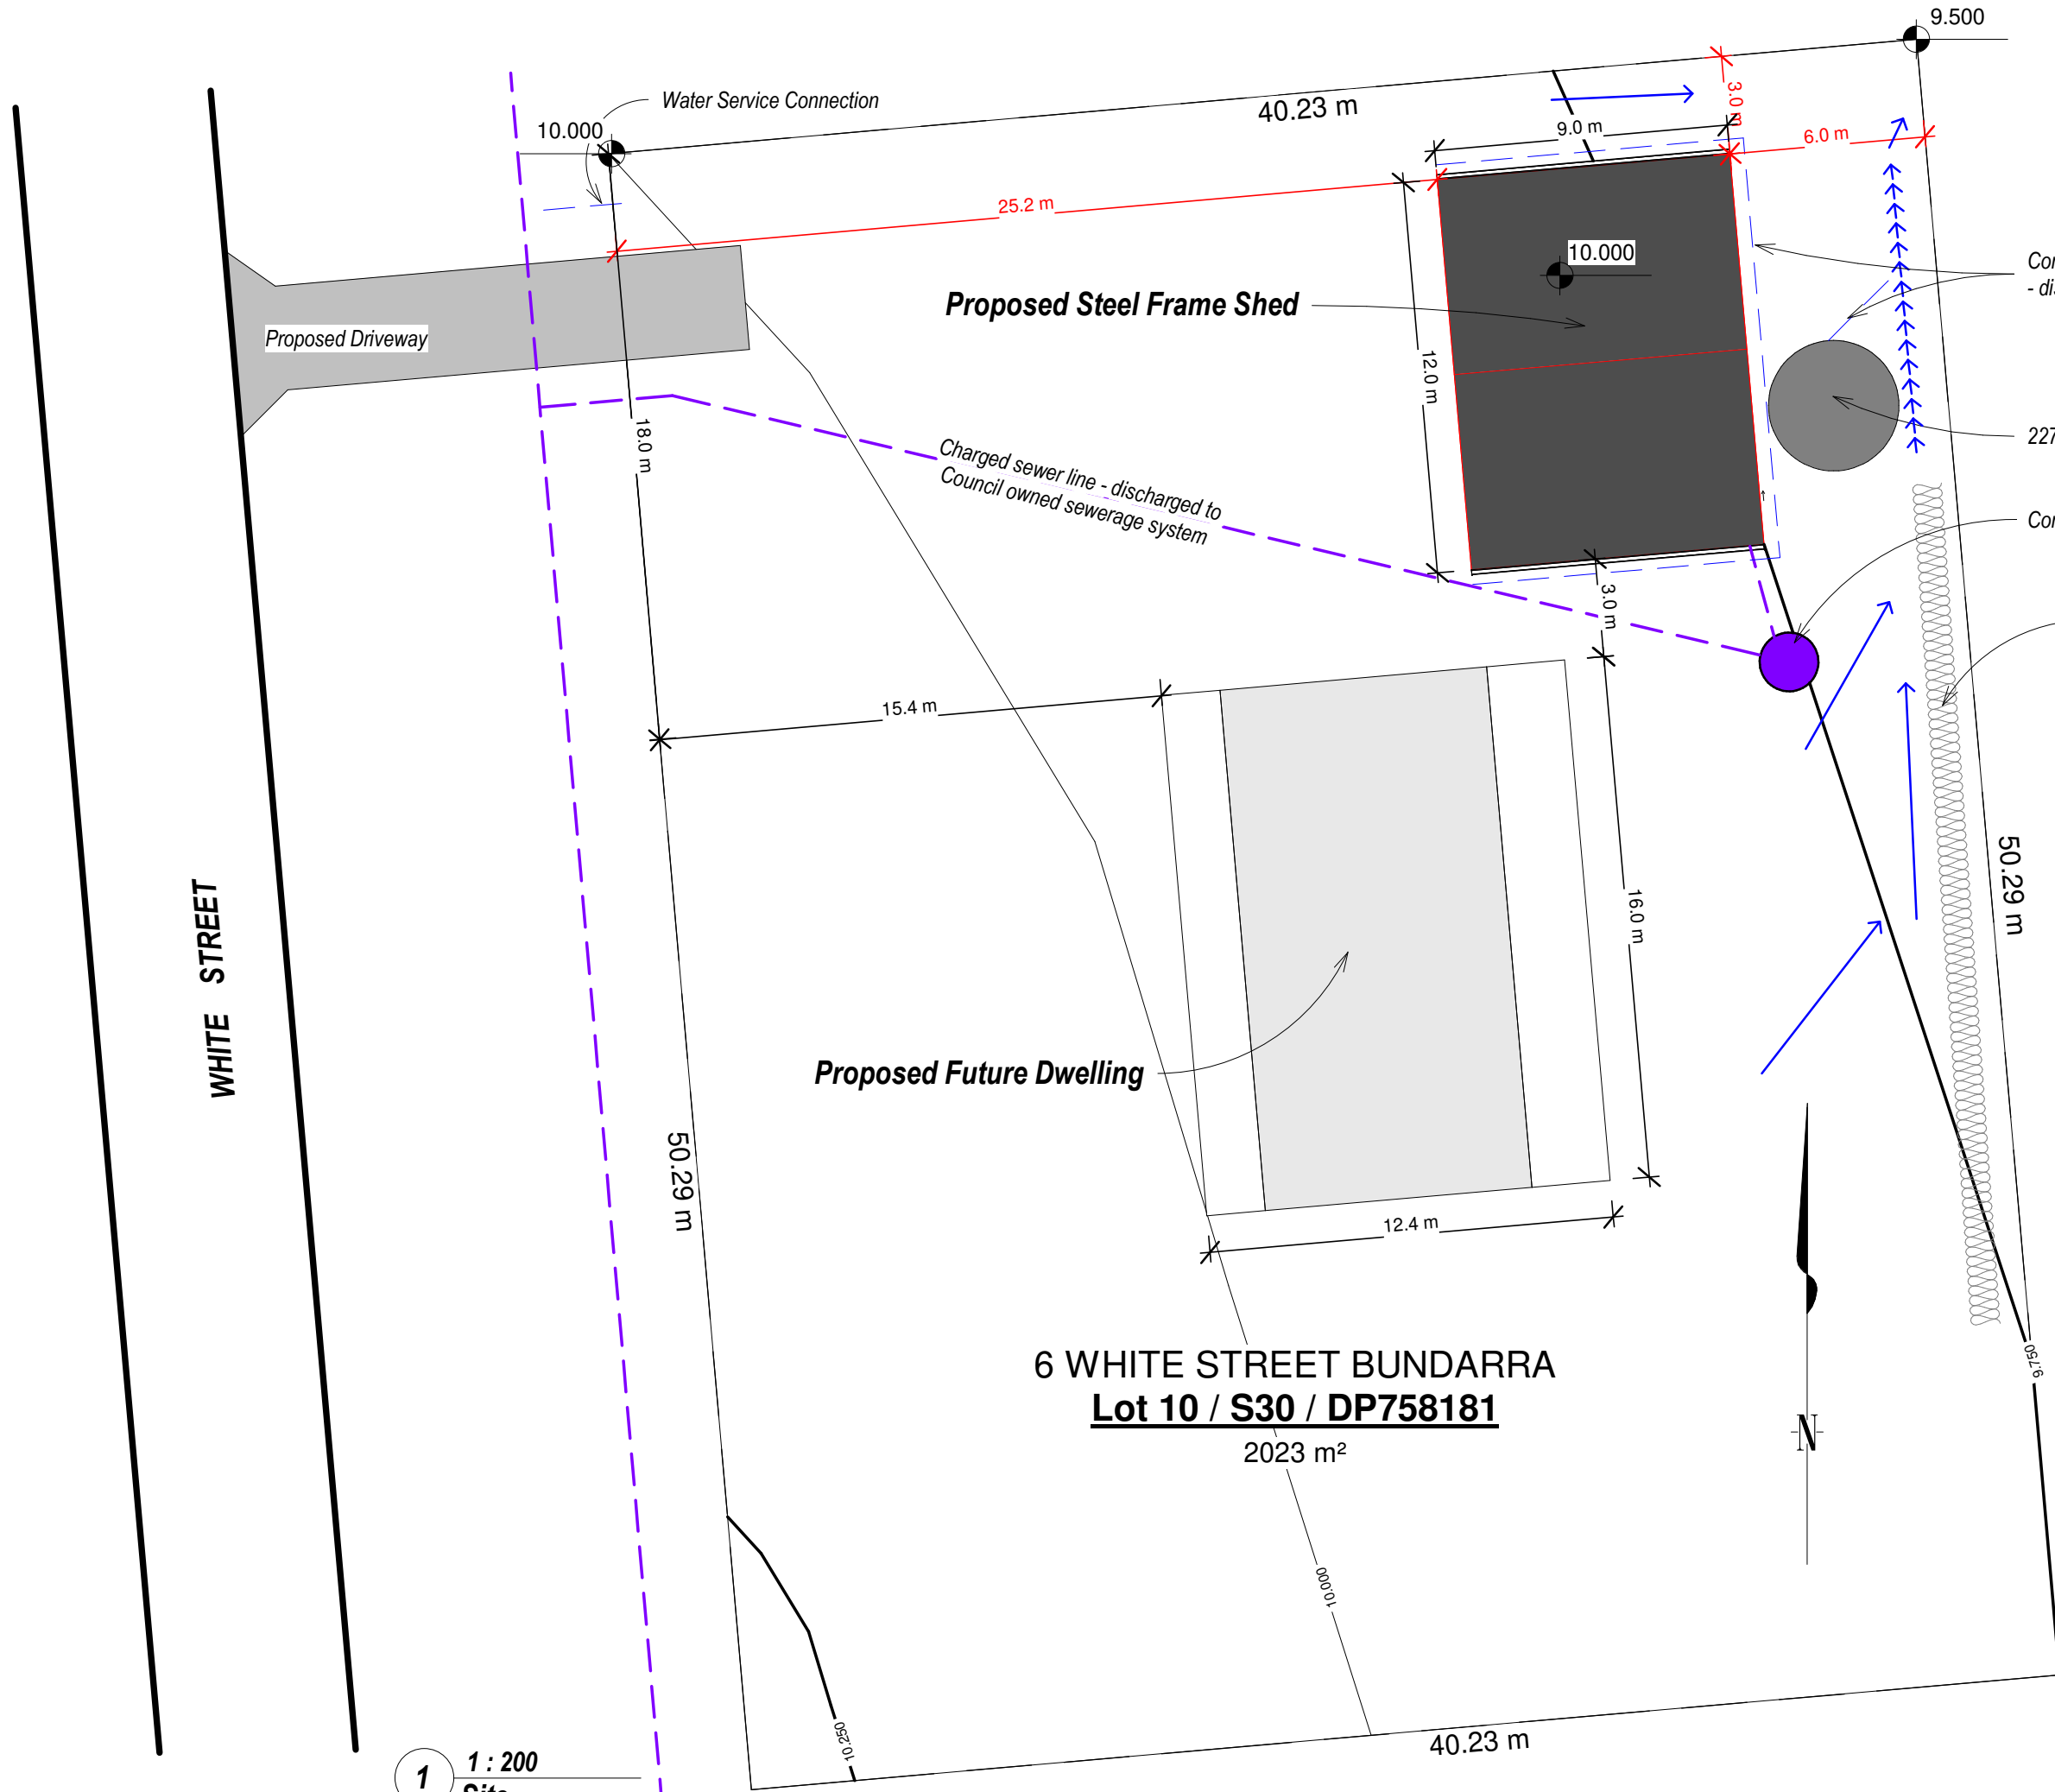 9.500
Water Service Connection
10.000
40.23 m
3.0 m
9.0 m
6.0 m
25.2 m
10.000
Proposed Steel Frame Shed
Proposed Driveway
12.0 m
227
18.0 m
Charged sewer line - discharged to
Council owned sewerage system
3.0 m
15.4 m
16.0 m
50.29 m
WHITE STREET
Proposed Future Dwelling
50.29 m
12.4 m
6 WHITE STREET BUNDARRA
Lot 10 / S30 / DP758181
2023 m²
9.750
N
10.000
10.250
40.23 m
1
1 : 200
Site